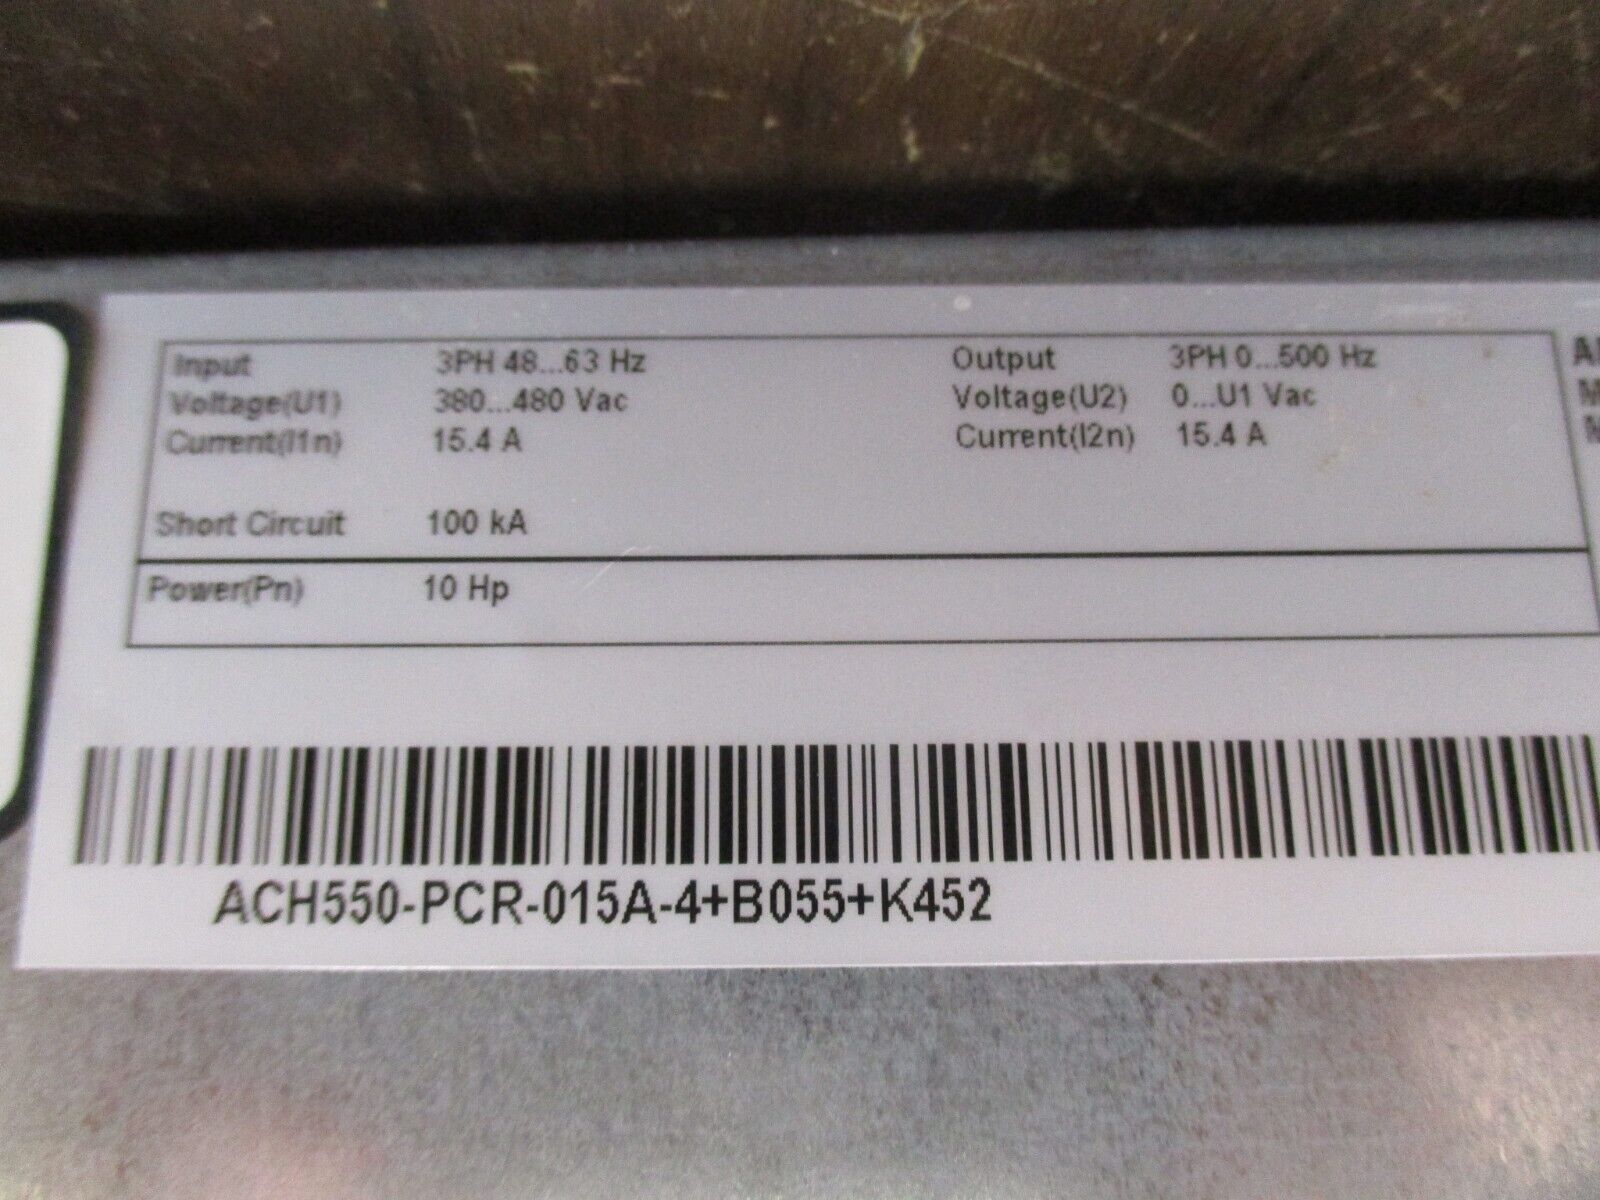 Input 3PH 48...63 Hz Output 3PH 0...500 Hz
Voltage(U1) 380...480 Vac Voltage(U2) 0...U1 Vac
Current(I1n) 15.4 A Current(I2n) 15.4 A
Short Circuit 100 kA
Power(Pn) 10 Hp
ACH550-PCR-015A-4+B055+K452